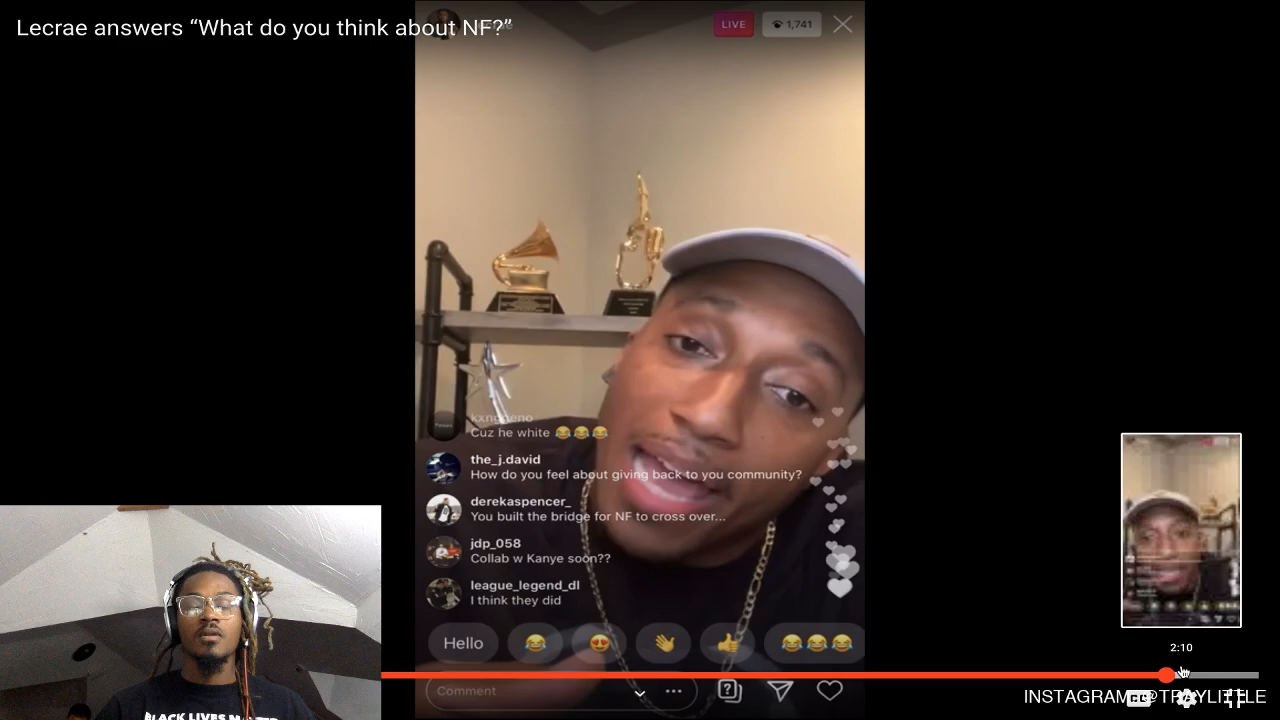 Lecrae answers “What do you think about NF?”
LIVE
1,741
Cuz he white 😂😂😂
the_j.david
How do you feel about giving back to you community?
derekaspencer_
You built the bridge for NF to cross over...
jdp_058
Collab w Kanye soon??
league_legend_dl
I think they did
Hello
Comment
2:10
BLACK LIVES
INSTAGRAM